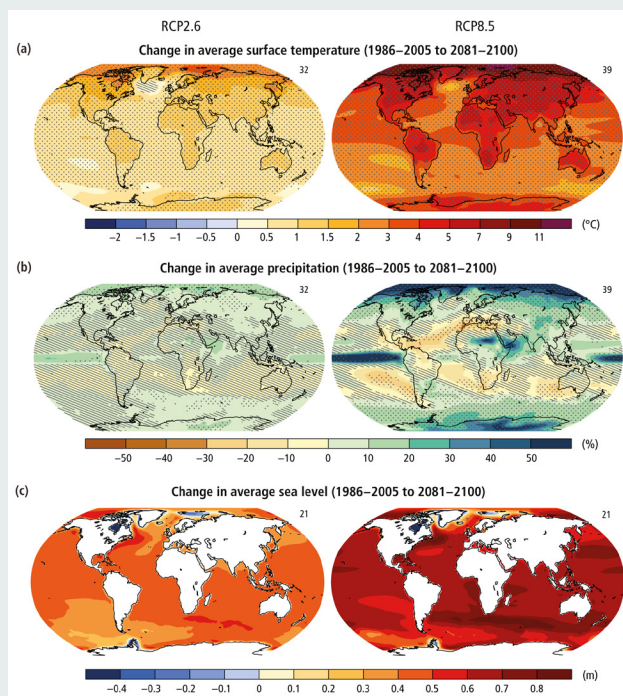 RCP2.6 RCP8.5
(a) Change in average surface temperature (1986–2005 to 2081–2100)
32 39
−2 −1.5 −1 −0.5 0 0.5 1 1.5 2 3 4 5 7 9 11 (°C)
(b) Change in average precipitation (1986–2005 to 2081–2100)
32 39
−50 −40 −30 −20 −10 0 10 20 30 40 50 (%)
(c) Change in average sea level (1986–2005 to 2081–2100)
21 21
−0.4 −0.3 −0.2 −0.1 0 0.1 0.2 0.3 0.4 0.5 0.6 0.7 0.8 (m)